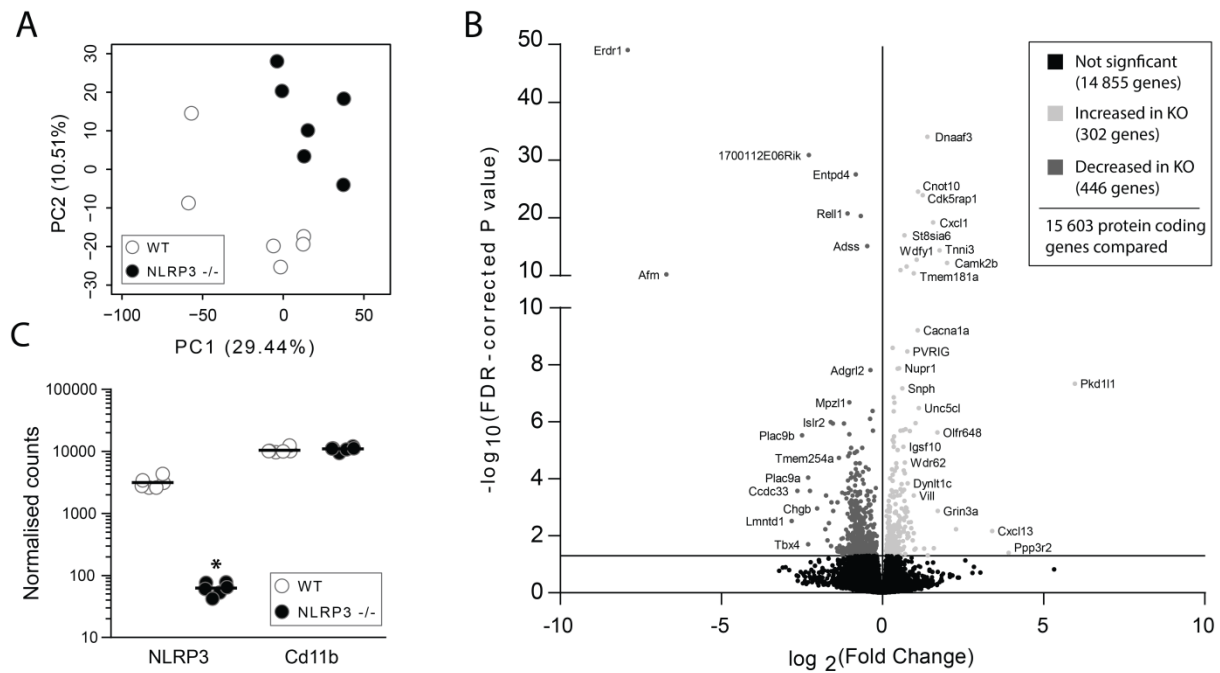 A
30
20
10
0
−10
−20
−30
PC2 (10.51%)
WT
NLRP3 -/-
−100
−50
0
50
PC1 (29.44%)
C
100000
10000
1000
100
10
Normalised counts
*
WT
NLRP3 -/-
NLRP3
Cd11b
B
50
40
30
20
10
10
8
6
4
2
0
-log10(FDR-corrected P value)
Erdr1
1700112E06Rik
Entpd4
Rell1
Adss
Afm
Dnaaf3
Cnot10
Cdk5rap1
Cxcl1
St8sia6
Wdfy1
Tnni3
Camk2b
Tmem181a
Cacna1a
PVRIG
Adgrl2
Nupr1
Pkd1l1
Snph
Mpzl1
Unc5cl
Islr2
Plac9b
Olfr648
Igsf10
Tmem254a
Wdr62
Plac9a
Dynlt1c
Ccdc33
Vill
Chgb
Grin3a
Lmntd1
Cxcl13
Tbx4
Ppp3r2
-10
-5
0
5
10
log 2(Fold Change)
Not signficant
(14 855 genes)
Increased in KO
(302 genes)
Decreased in KO
(446 genes)
15 603 protein coding
genes compared